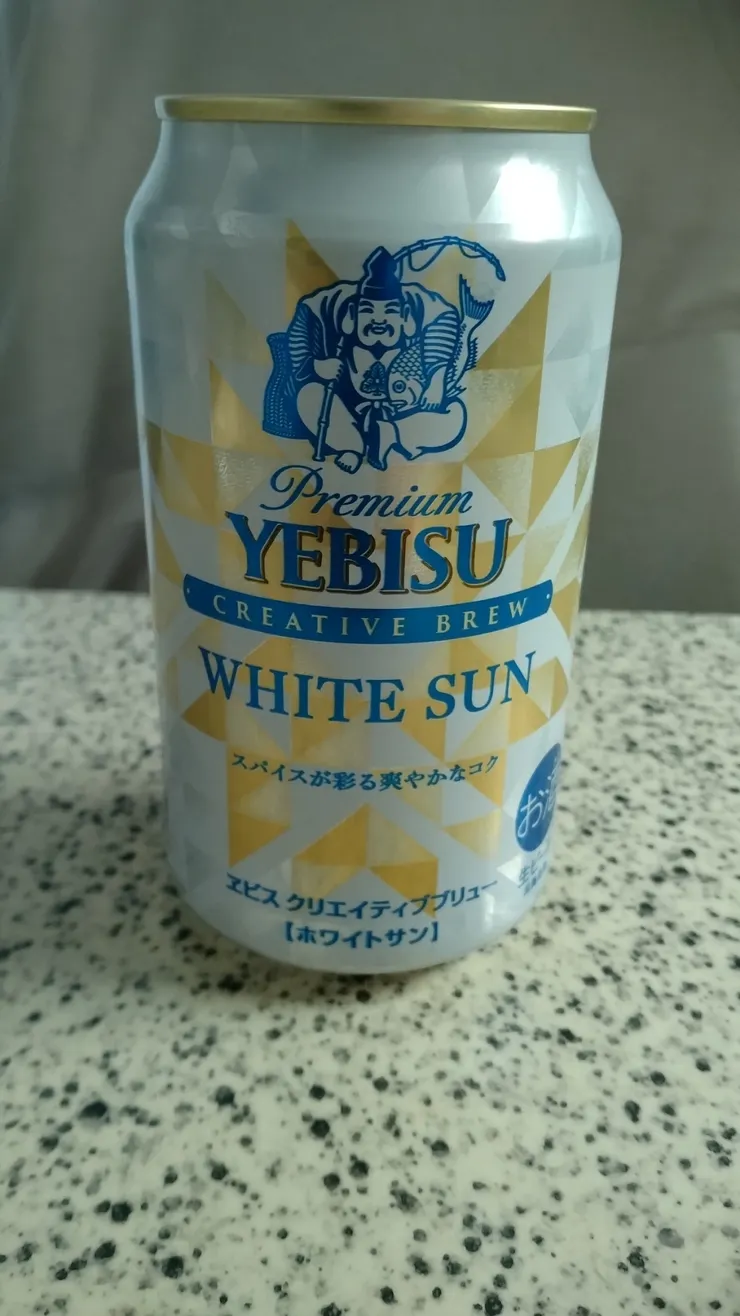 Premium
YEBISU
CREATIVE BREW
WHITE SUN
スパイスが彩る爽やかなコク
お酒
ヱビス クリエイティブブリュー
【ホワイトサン】